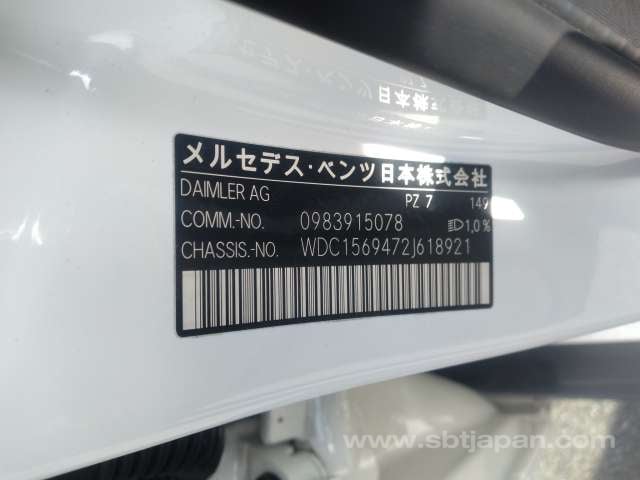 メルセデス・ベンツ日本株式会社
DAIMLER AG PZ 7 149
COMM.-NO. 0983915078 1,0%
CHASSIS.-NO. WDC1569472J618921
www.sbtjapan.com